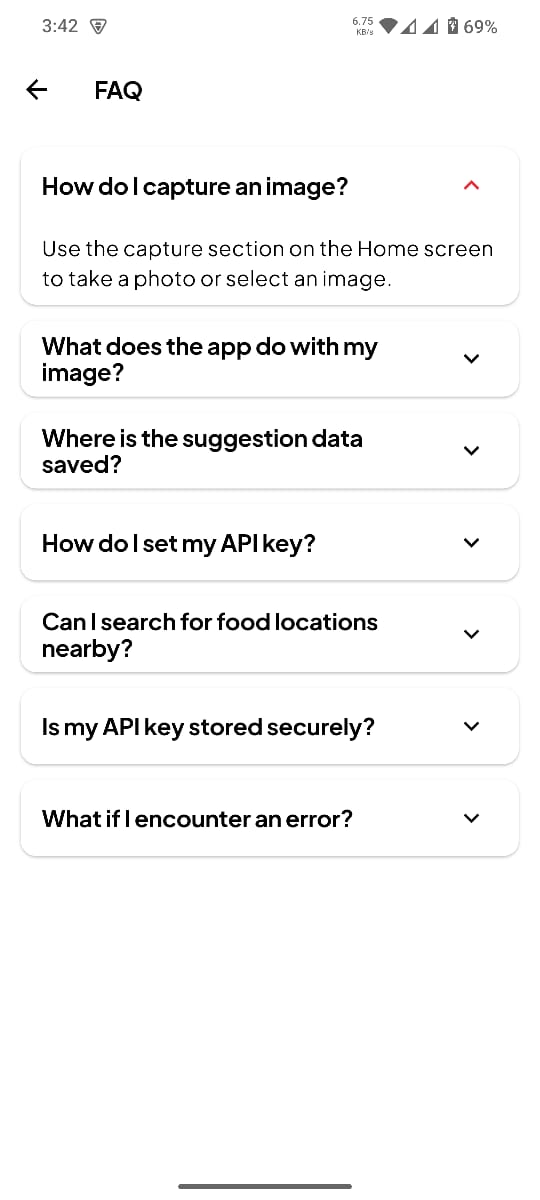 3:42
6.75
KB/s
69%
FAQ
How do I capture an image?
Use the capture section on the Home screen
to take a photo or select an image.
What does the app do with my
image?
Where is the suggestion data
saved?
How do I set my API key?
Can I search for food locations
nearby?
Is my API key stored securely?
What if I encounter an error?